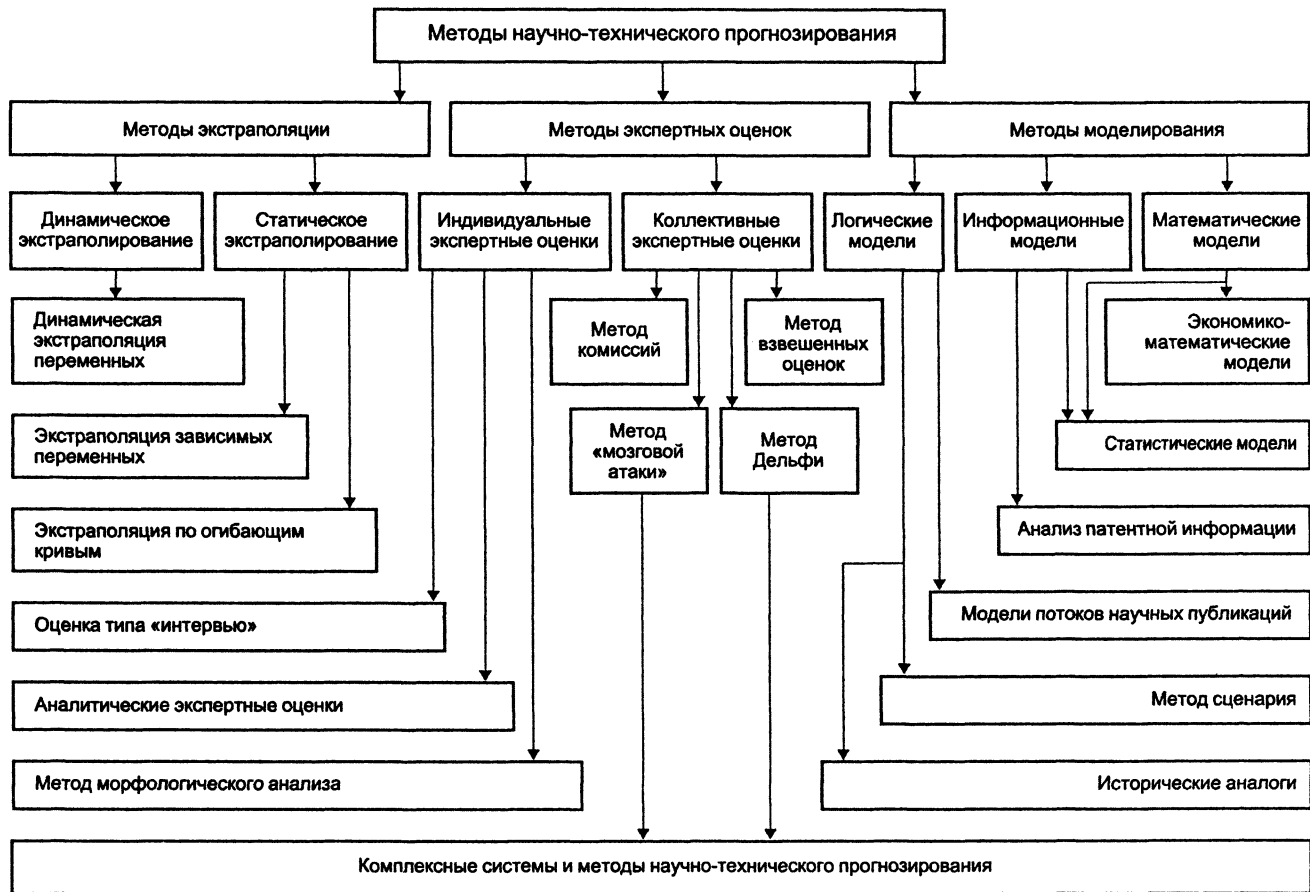 Методы научно-технического прогнозирования
Методы экстраполяции
Методы экспертных оценок
Методы моделирования
Динамическое
экстраполирование
Статическое
экстраполирование
Индивидуальные
экспертные оценки
Коллективные
экспертные оценки
Логические
модели
Информационные
модели
Математические
модели
Динамическая
экстраполяция
переменных
Метод
комиссий
Метод
взвешенных
оценок
Экономико-
математические
модели
Экстраполяция зависимых
переменных
Метод
«мозговой
атаки»
Метод
Дельфи
Статистические модели
Экстраполяция по огибающим
кривым
Анализ патентной информации
Оценка типа «интервью»
Модели потоков научных публикаций
Аналитические экспертные оценки
Метод сценария
Метод морфологического анализа
Исторические аналоги
Комплексные системы и методы научно-технического прогнозирования